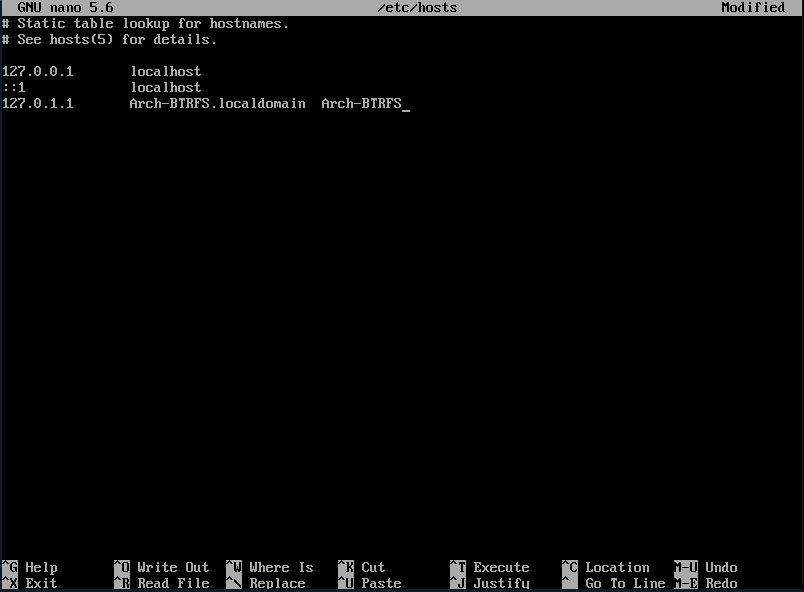 GNU nano 5.6 /etc/hosts Modified
# Static table lookup for hostnames.
# See hosts(5) for details.
127.0.0.1 localhost
::1 localhost
127.0.1.1 Arch-BTRFS.localdomain Arch-BTRFS_
^G Help ^O Write Out ^W Where Is ^K Cut ^T Execute ^C Location M-U Undo
^X Exit ^R Read File ^\ Replace ^U Paste ^J Justify ^_ Go To Line M-E Redo